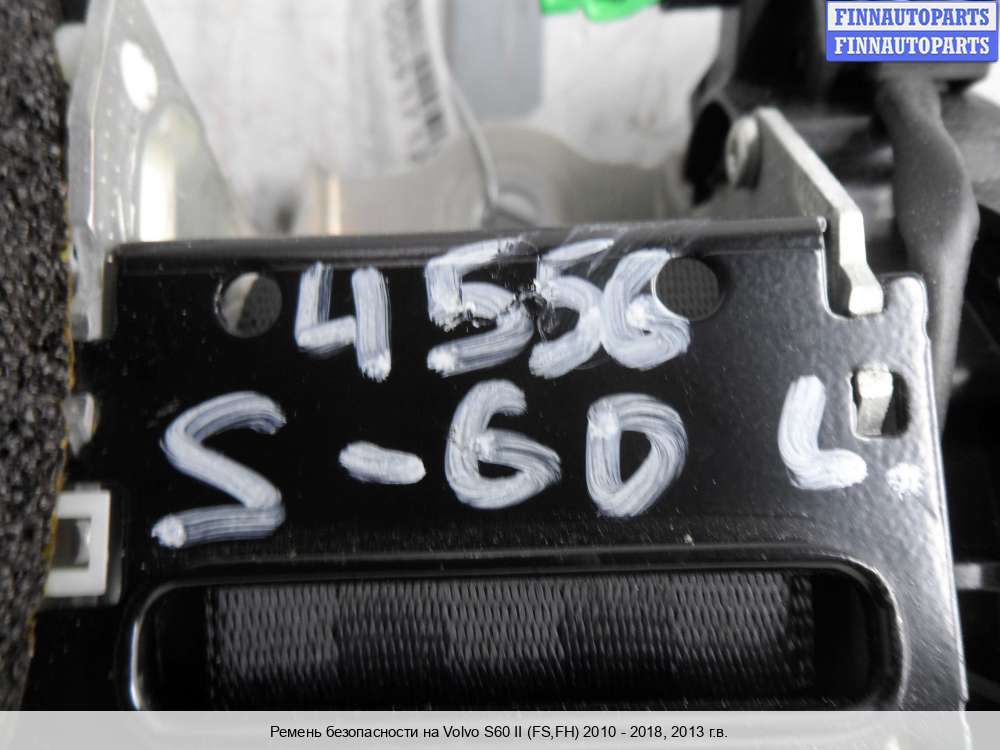 FINNAUTOPARTS
FINNAUTOPARTS
4556
S-60 L.
Ремень безопасности на Volvo S60 II (FS,FH) 2010 - 2018, 2013 г.в.